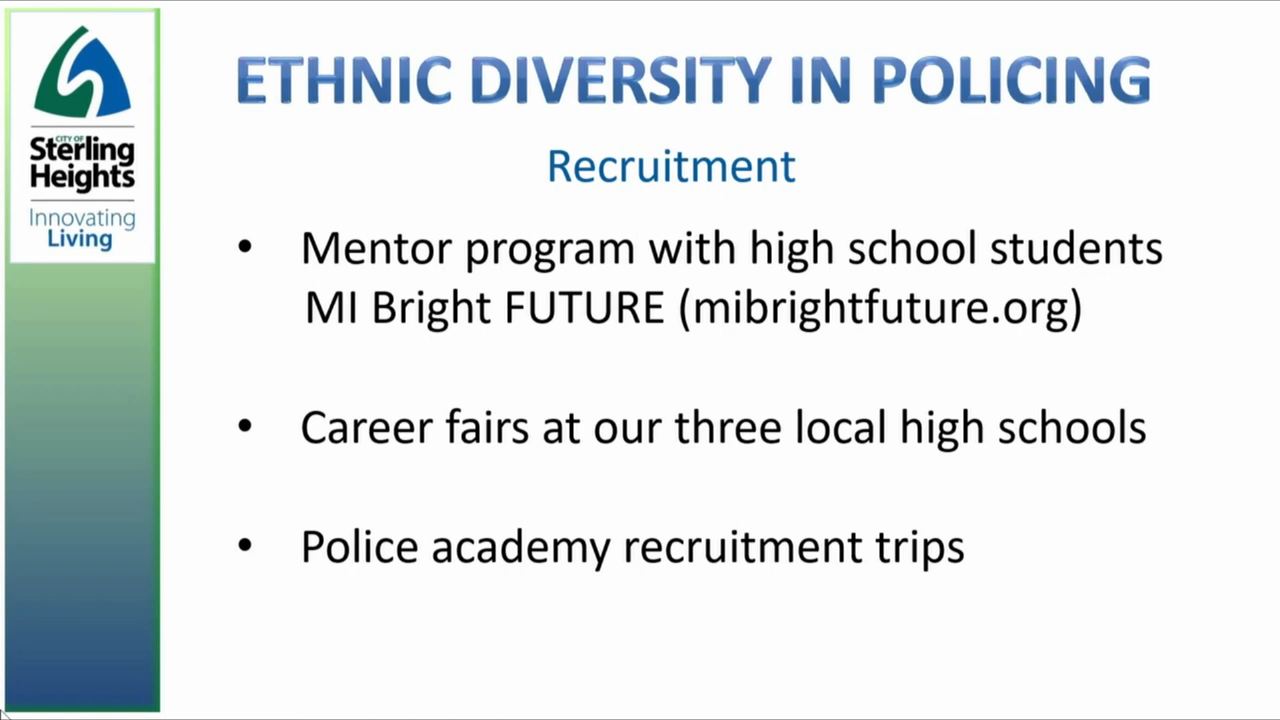 CITY OF
Sterling
Heights
Innovating
Living
ETHNIC DIVERSITY IN POLICING
Recruitment
• Mentor program with high school students
MI Bright FUTURE (mibrightfuture.org)
• Career fairs at our three local high schools
• Police academy recruitment trips